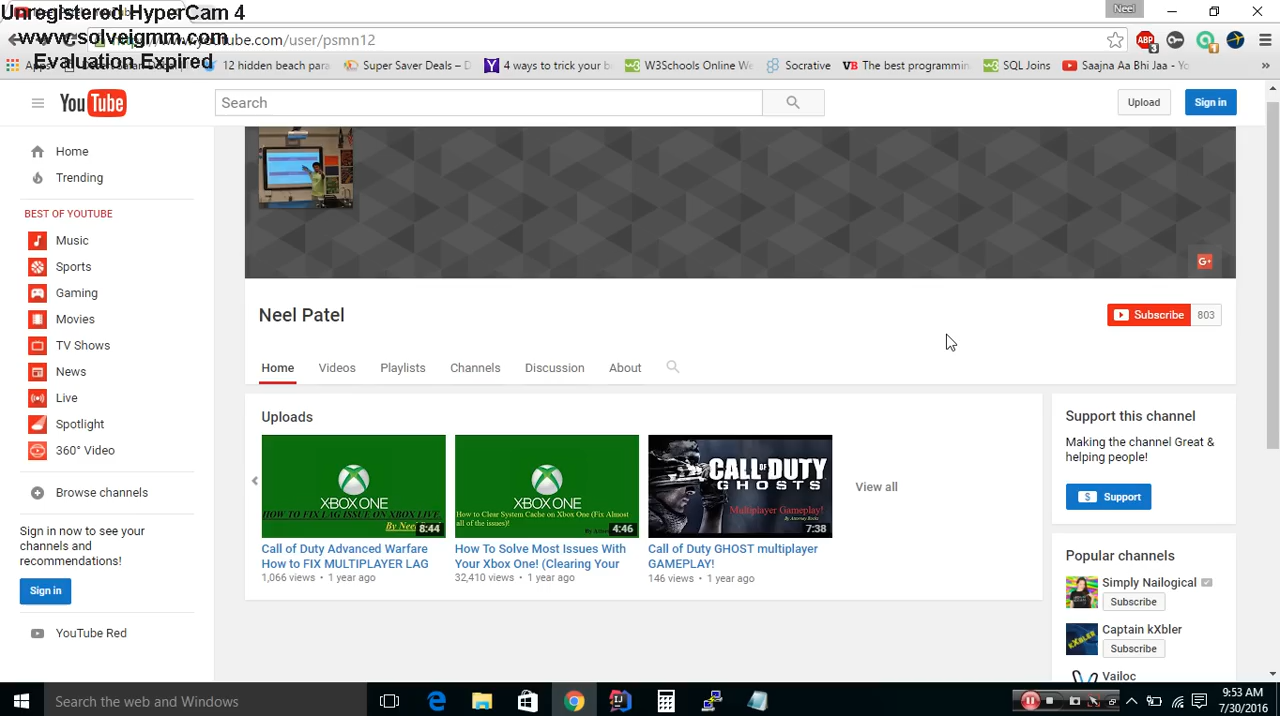 Unregistered HyperCam 4
www.solveigmm.com
Evaluation Expired
Neel
youtube.com/user/psmn12
ABP
3
1
Apps
12 hidden beach para
Super Saver Deals – D
4 ways to trick your b
W3Schools Online We
Socrative
VB The best programmin
SQL Joins
Saajna Aa Bhi Jaa - Yo
»
YouTube
Search
Upload
Sign in
Home
Trending
BEST OF YOUTUBE
Music
Sports
Gaming
Movies
TV Shows
News
Live
Spotlight
360° Video
Browse channels
Sign in now to see your
channels and
recommendations!
Sign in
YouTube Red
G+
Neel Patel
Subscribe 803
Home Videos Playlists Channels Discussion About
Uploads
XBOX ONE
HOW TO FIX LAG ISSUE ON XBOX LIVE
By Nee
8:44
Call of Duty Advanced Warfare
How to FIX MULTIPLAYER LAG
1,066 views • 1 year ago
XBOX ONE
How to Clear System Cache on Xbox One (Fix Almost
all of the issues)!
4:46
How To Solve Most Issues With
Your Xbox One! (Clearing Your
32,410 views • 1 year ago
CALL OF DUTY
GHOSTS
Multiplayer Gameplay!
By Attorney Rocks
7:38
Call of Duty GHOST multiplayer
GAMEPLAY!
146 views • 1 year ago
View all
Support this channel
Making the channel Great &
helping people!
$ Support
Popular channels
Simply Nailogical
Subscribe
Captain kXbler
Subscribe
Vailoc
Search the web and Windows
9:53 AM
7/30/2016